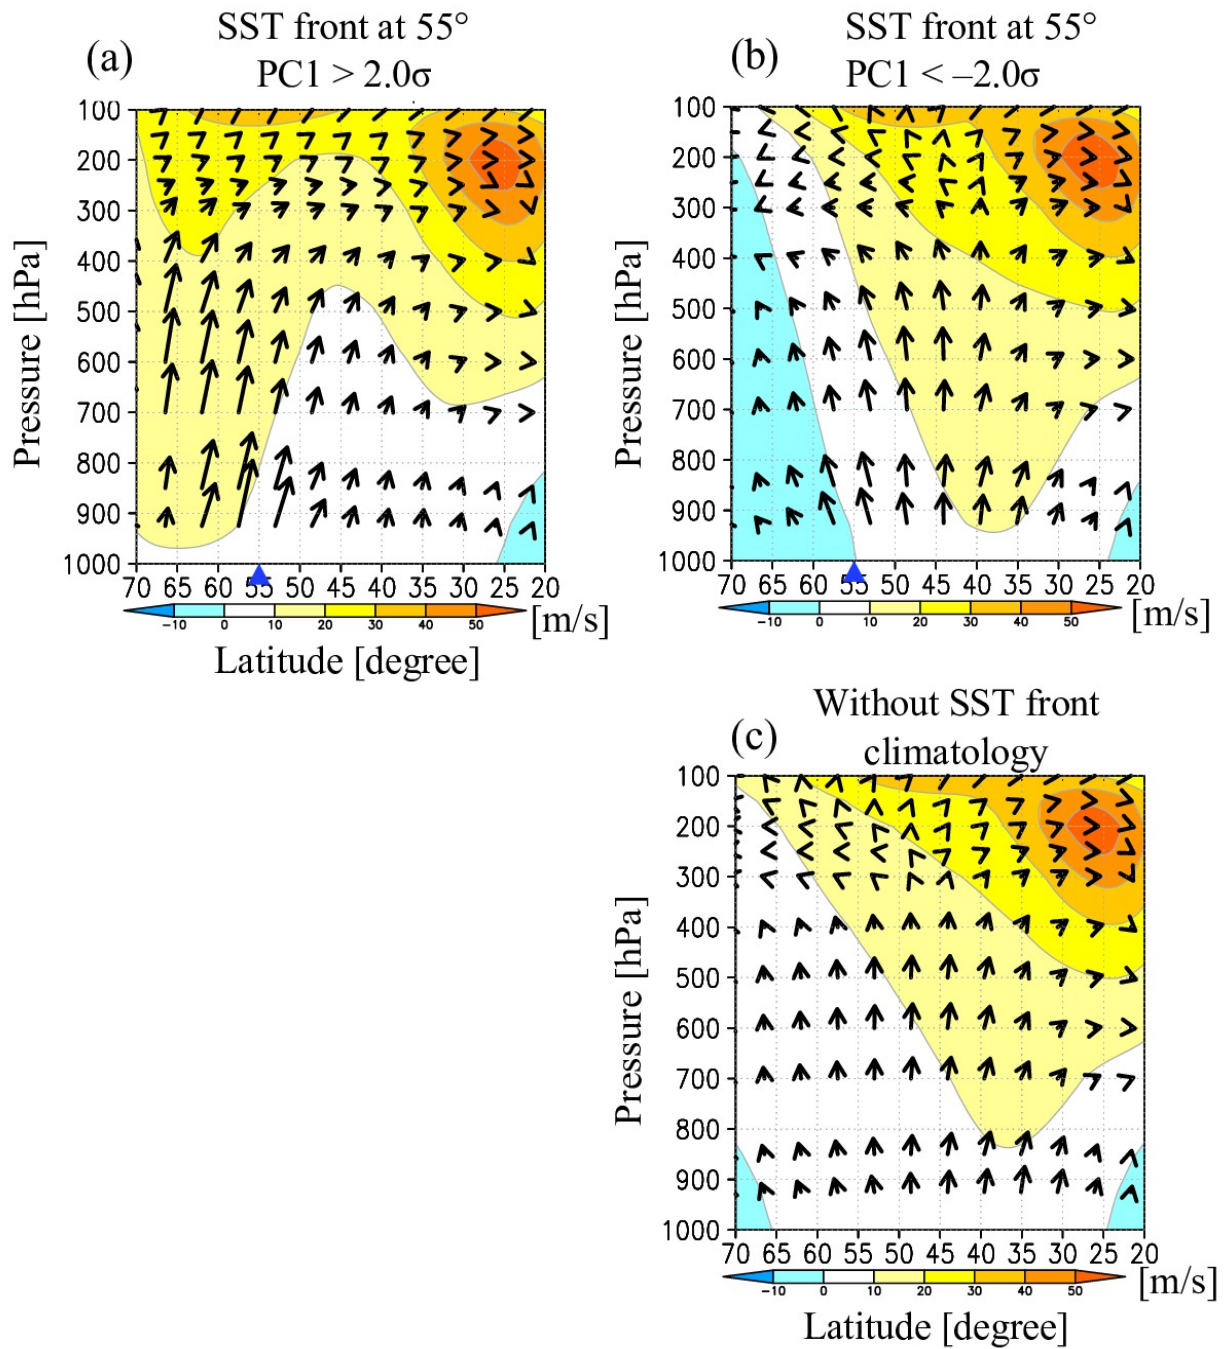 SST front at 55°
PC1 > 2.0σ
(a)
100
200
300
400
500
600
700
800
900
1000
Pressure [hPa]
70 65 60 55 50 45 40 35 30 25 20
−10 0 10 20 30 40 50
[m/s]
Latitude [degree]
SST front at 55°
PC1 < –2.0σ
(b)
100
200
300
400
500
600
700
800
900
1000
Pressure [hPa]
70 65 60 55 50 45 40 35 30 25 20
−10 0 10 20 30 40 50
[m/s]
Without SST front
climatology
(c)
100
200
300
400
500
600
700
800
900
1000
Pressure [hPa]
70 65 60 55 50 45 40 35 30 25 20
−10 0 10 20 30 40 50
[m/s]
Latitude [degree]